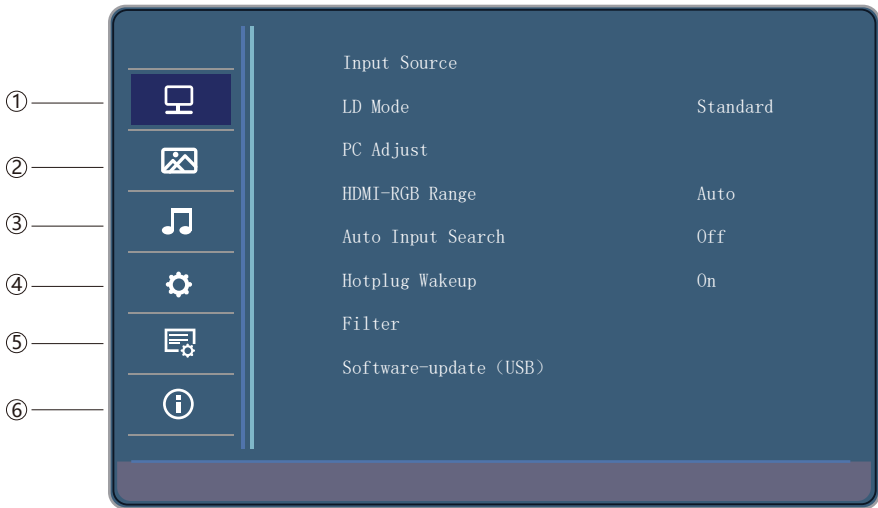 ①
②
③
④
⑤
⑥
Input Source
LD Mode Standard
PC Adjust
HDMI-RGB Range Auto
Auto Input Search Off
Hotplug Wakeup On
Filter
Software-update（USB）